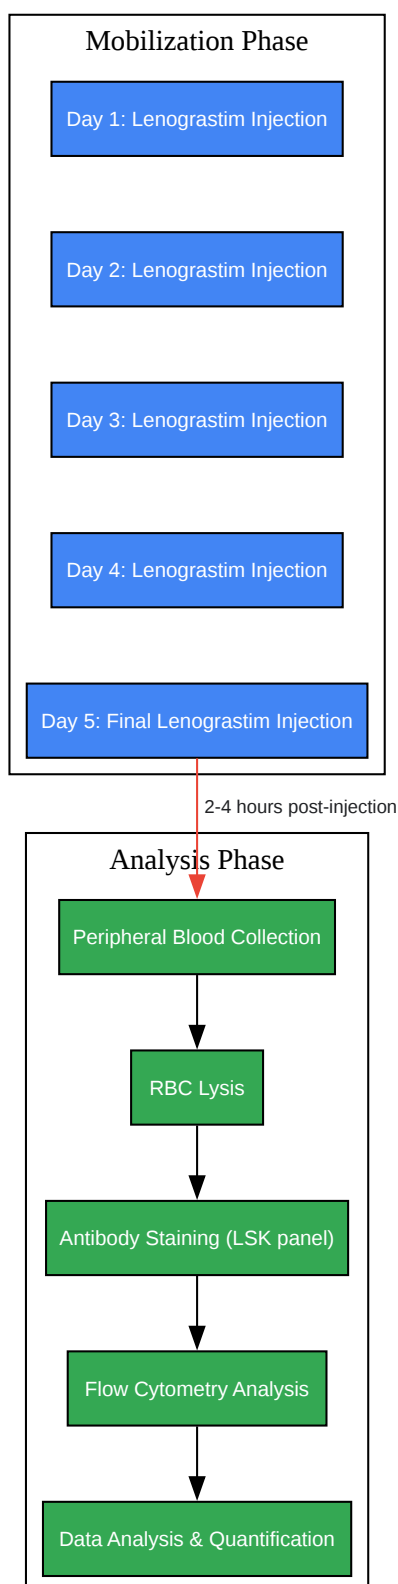 Mobilization Phase
Day 1: Lenograstim Injection
Day 2: Lenograstim Injection
Day 3: Lenograstim Injection
Day 4: Lenograstim Injection
Day 5: Final Lenograstim Injection
2-4 hours post-injection
Analysis Phase
Peripheral Blood Collection
RBC Lysis
Antibody Staining (LSK panel)
Flow Cytometry Analysis
Data Analysis & Quantification